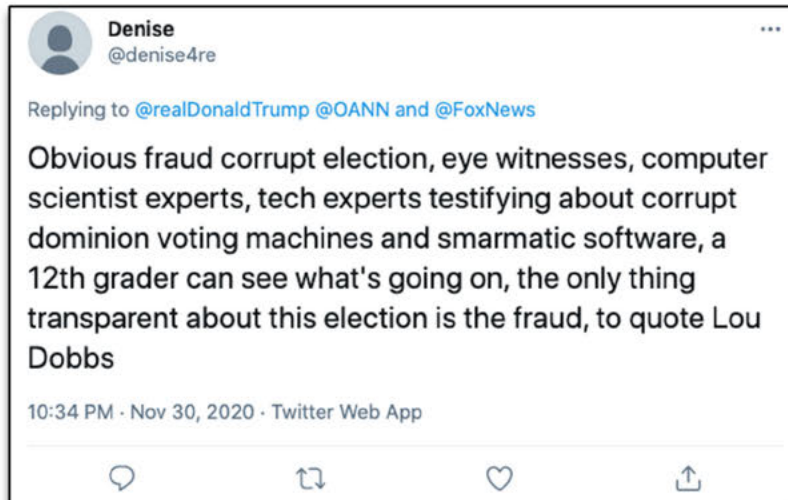 Denise
@denise4re
Replying to @realDonaldTrump @OANN and @FoxNews
Obvious fraud corrupt election, eye witnesses, computer
scientist experts, tech experts testifying about corrupt
dominion voting machines and smarmatic software, a
12th grader can see what's going on, the only thing
transparent about this election is the fraud, to quote Lou
Dobbs
10:34 PM · Nov 30, 2020 · Twitter Web App